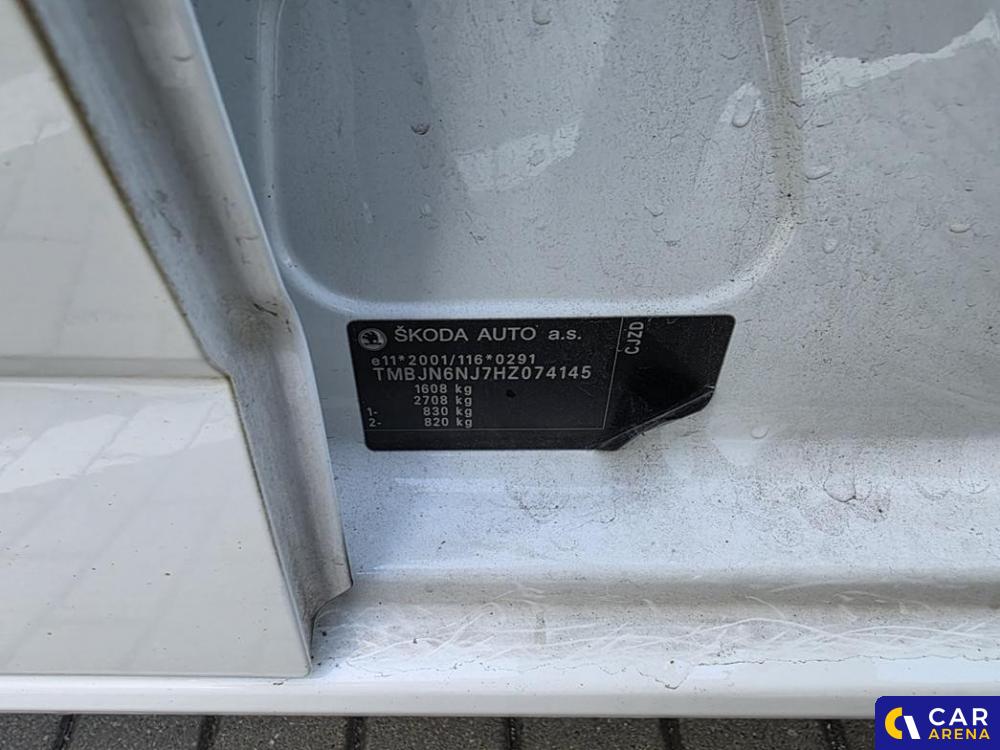 ŠKODA AUTO a.s.
CJZD
e11*2001/116*0291
TMBJN6NJ7HZ074145
1608 kg
2708 kg
1- 830 kg
2- 820 kg
CAR
ARENA